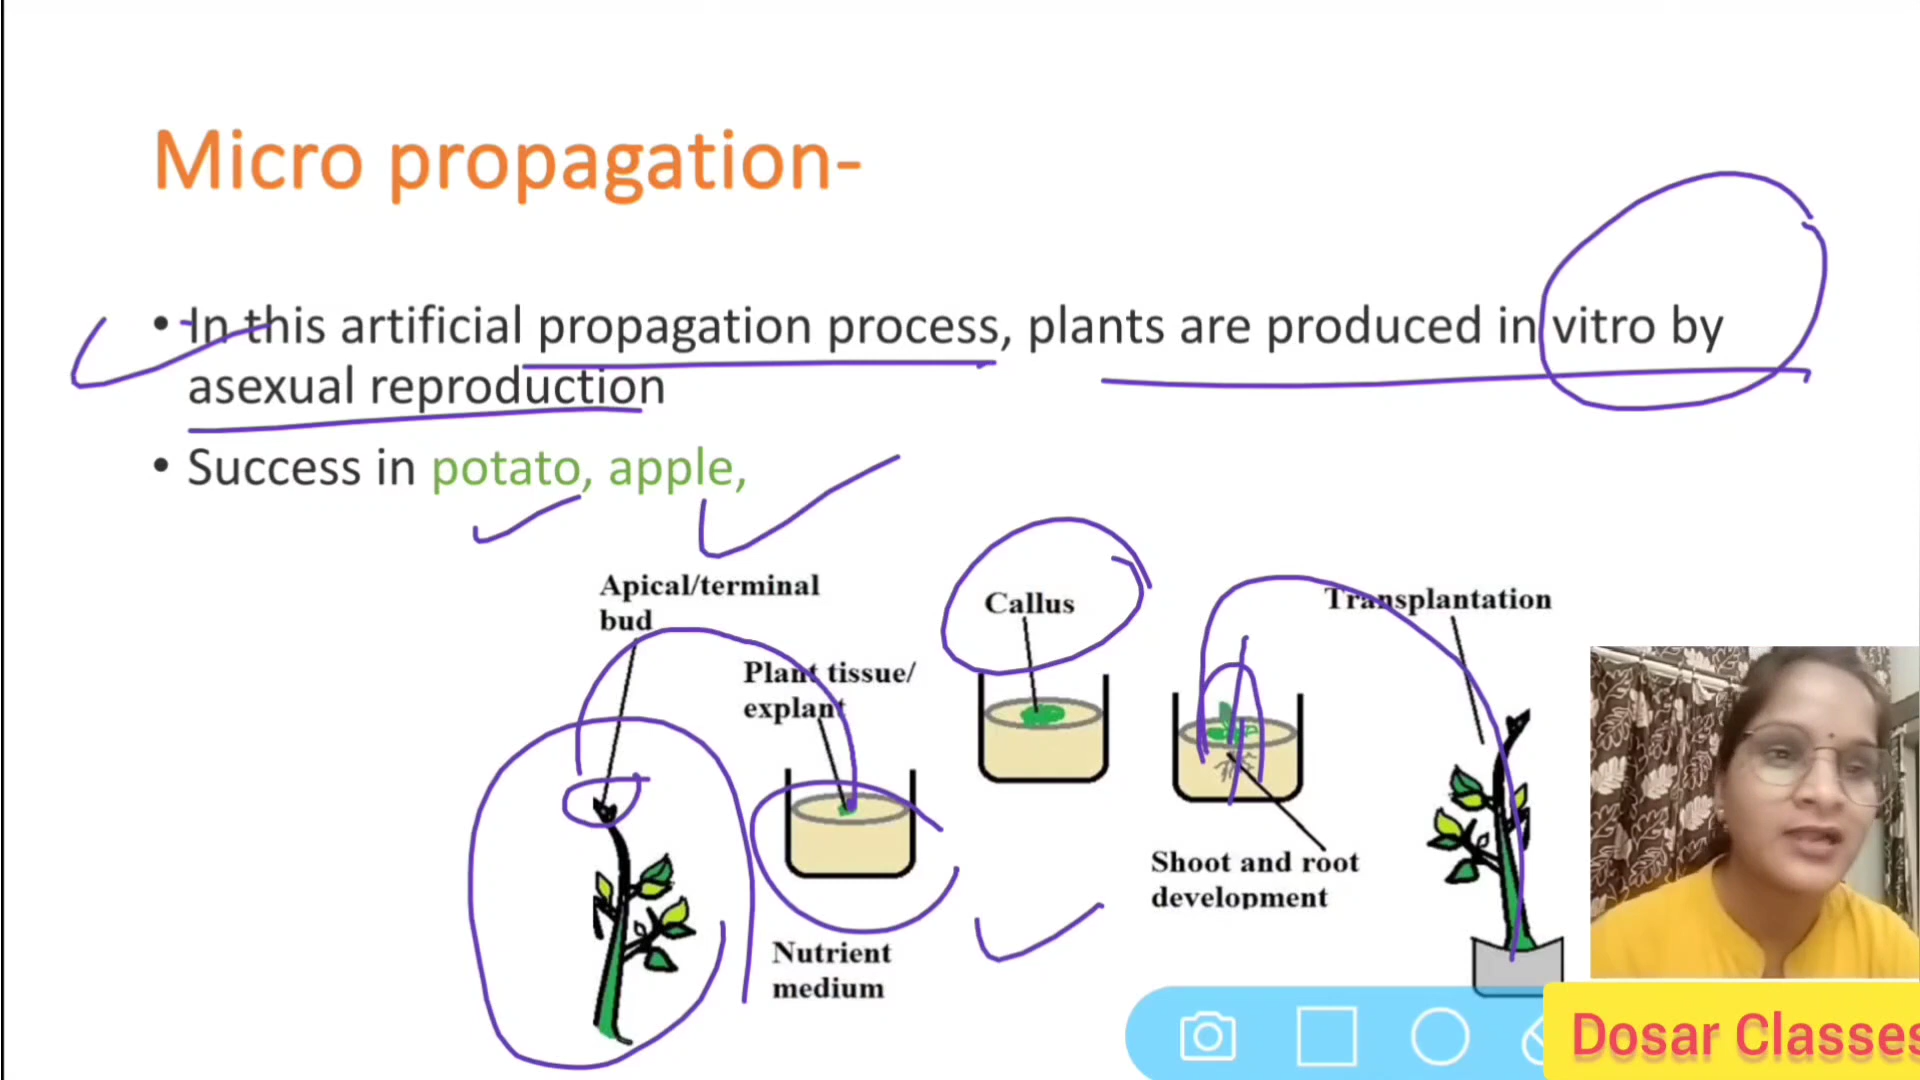 Micro propagation-
• In this artificial propagation process, plants are produced in vitro by
asexual reproduction
• Success in potato, apple,
Apical/terminal
bud
Plant tissue/
explant
Callus
Transplantation
Shoot and root
development
Nutrient
medium
Dosar Classes